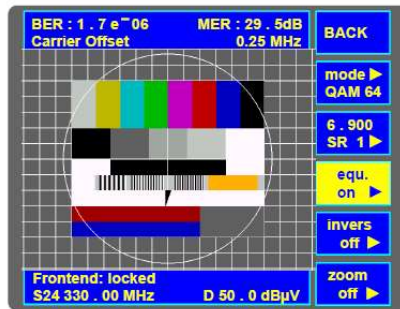 BER : 1 . 7 e⁻06 MER : 29 . 5dB
Carrier Offset 0.25 MHz
BACK
mode ▶
QAM 64
6 . 900
SR 1 ▶
equ.
on ▶
invers
off ▶
zoom
off ▶
Frontend: locked
S24 330 . 00 MHz D 50 . 0 dBµV